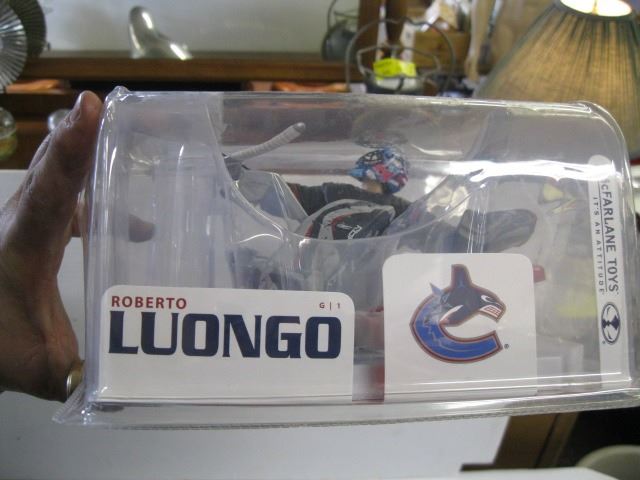 ROBERTO
G | 1
LUONGO
McFARLANE TOYS
IT'S AN ATTITUDE